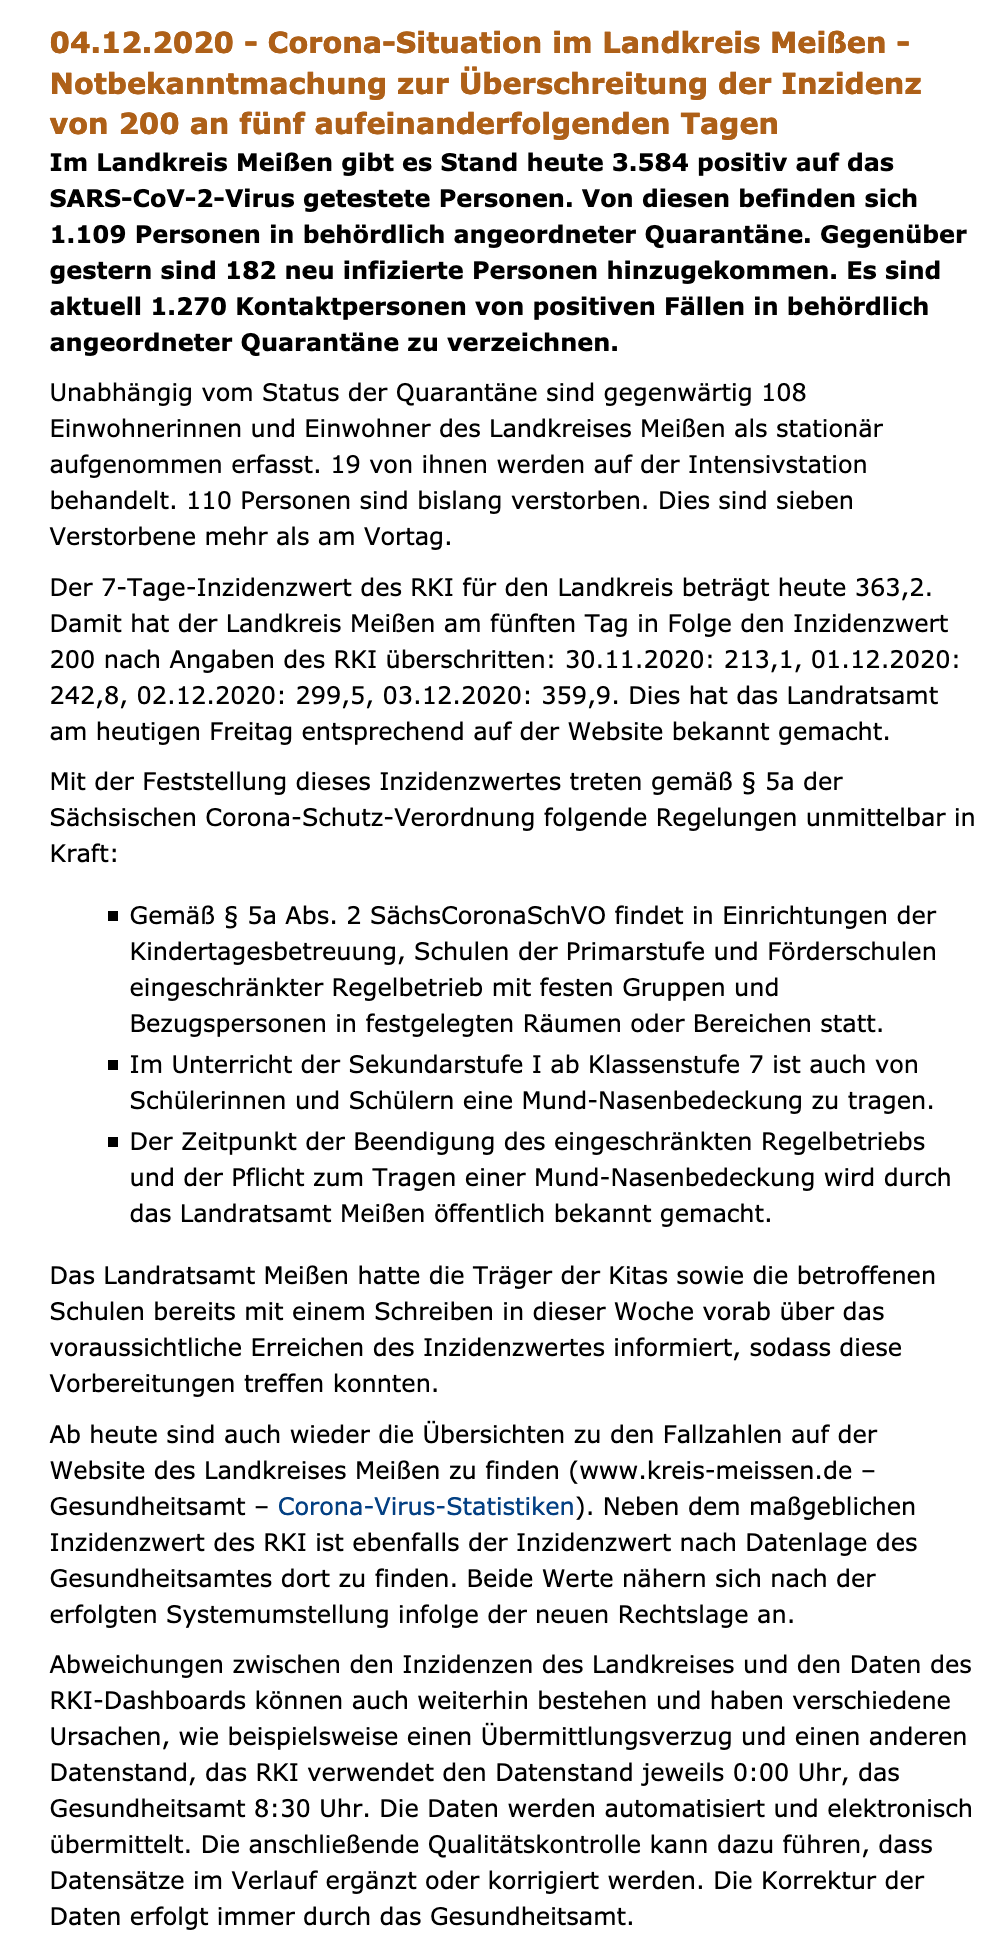 04.12.2020 - Corona-Situation im Landkreis Meißen -
Notbekanntmachung zur Überschreitung der Inzidenz
von 200 an fünf aufeinanderfolgenden Tagen
Im Landkreis Meißen gibt es Stand heute 3.584 positiv auf das
SARS-CoV-2-Virus getestete Personen. Von diesen befinden sich
1.109 Personen in behördlich angeordneter Quarantäne. Gegenüber
gestern sind 182 neu infizierte Personen hinzugekommen. Es sind
aktuell 1.270 Kontaktpersonen von positiven Fällen in behördlich
angeordneter Quarantäne zu verzeichnen.
Unabhängig vom Status der Quarantäne sind gegenwärtig 108
Einwohnerinnen und Einwohner des Landkreises Meißen als stationär
aufgenommen erfasst. 19 von ihnen werden auf der Intensivstation
behandelt. 110 Personen sind bislang verstorben. Dies sind sieben
Verstorbene mehr als am Vortag.
Der 7-Tage-Inzidenzwert des RKI für den Landkreis beträgt heute 363,2.
Damit hat der Landkreis Meißen am fünften Tag in Folge den Inzidenzwert
200 nach Angaben des RKI überschritten: 30.11.2020: 213,1, 01.12.2020:
242,8, 02.12.2020: 299,5, 03.12.2020: 359,9. Dies hat das Landratsamt
am heutigen Freitag entsprechend auf der Website bekannt gemacht.
Mit der Feststellung dieses Inzidenzwertes treten gemäß § 5a der
Sächsischen Corona-Schutz-Verordnung folgende Regelungen unmittelbar in
Kraft:
▪ Gemäß § 5a Abs. 2 SächsCoronaSchVO findet in Einrichtungen der
Kindertagesbetreuung, Schulen der Primarstufe und Förderschulen
eingeschränkter Regelbetrieb mit festen Gruppen und
Bezugspersonen in festgelegten Räumen oder Bereichen statt.
▪ Im Unterricht der Sekundarstufe I ab Klassenstufe 7 ist auch von
Schülerinnen und Schülern eine Mund-Nasenbedeckung zu tragen.
▪ Der Zeitpunkt der Beendigung des eingeschränkten Regelbetriebs
und der Pflicht zum Tragen einer Mund-Nasenbedeckung wird durch
das Landratsamt Meißen öffentlich bekannt gemacht.
Das Landratsamt Meißen hatte die Träger der Kitas sowie die betroffenen
Schulen bereits mit einem Schreiben in dieser Woche vorab über das
voraussichtliche Erreichen des Inzidenzwertes informiert, sodass diese
Vorbereitungen treffen konnten.
Ab heute sind auch wieder die Übersichten zu den Fallzahlen auf der
Website des Landkreises Meißen zu finden (www.kreis-meissen.de –
Gesundheitsamt – Corona-Virus-Statistiken). Neben dem maßgeblichen
Inzidenzwert des RKI ist ebenfalls der Inzidenzwert nach Datenlage des
Gesundheitsamtes dort zu finden. Beide Werte nähern sich nach der
erfolgten Systemumstellung infolge der neuen Rechtslage an.
Abweichungen zwischen den Inzidenzen des Landkreises und den Daten des
RKI-Dashboards können auch weiterhin bestehen und haben verschiedene
Ursachen, wie beispielsweise einen Übermittlungsverzug und einen anderen
Datenstand, das RKI verwendet den Datenstand jeweils 0:00 Uhr, das
Gesundheitsamt 8:30 Uhr. Die Daten werden automatisiert und elektronisch
übermittelt. Die anschließende Qualitätskontrolle kann dazu führen, dass
Datensätze im Verlauf ergänzt oder korrigiert werden. Die Korrektur der
Daten erfolgt immer durch das Gesundheitsamt.